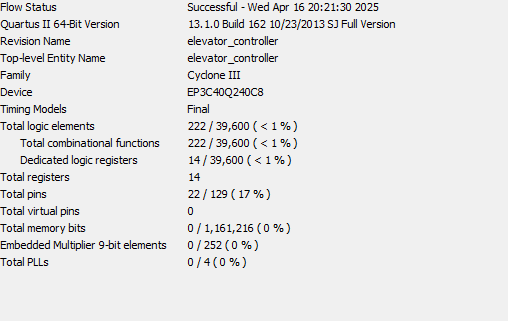 Flow Status Successful - Wed Apr 16 20:21:30 2025
Quartus II 64-Bit Version 13.1.0 Build 162 10/23/2013 SJ Full Version
Revision Name elevator_controller
Top-level Entity Name elevator_controller
Family Cyclone III
Device EP3C40Q240C8
Timing Models Final
Total logic elements 222 / 39,600 ( < 1 % )
Total combinational functions 222 / 39,600 ( < 1 % )
Dedicated logic registers 14 / 39,600 ( < 1 % )
Total registers 14
Total pins 22 / 129 ( 17 % )
Total virtual pins 0
Total memory bits 0 / 1,161,216 ( 0 % )
Embedded Multiplier 9-bit elements 0 / 252 ( 0 % )
Total PLLs 0 / 4 ( 0 % )